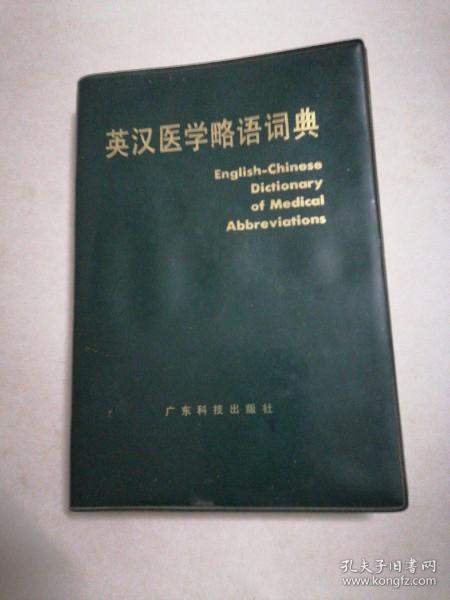 英汉医学略语词典
English-Chinese
Dictionary
of Medical
Abbreviations
广东科技出版社
孔夫子旧书网
www.kongfz.com